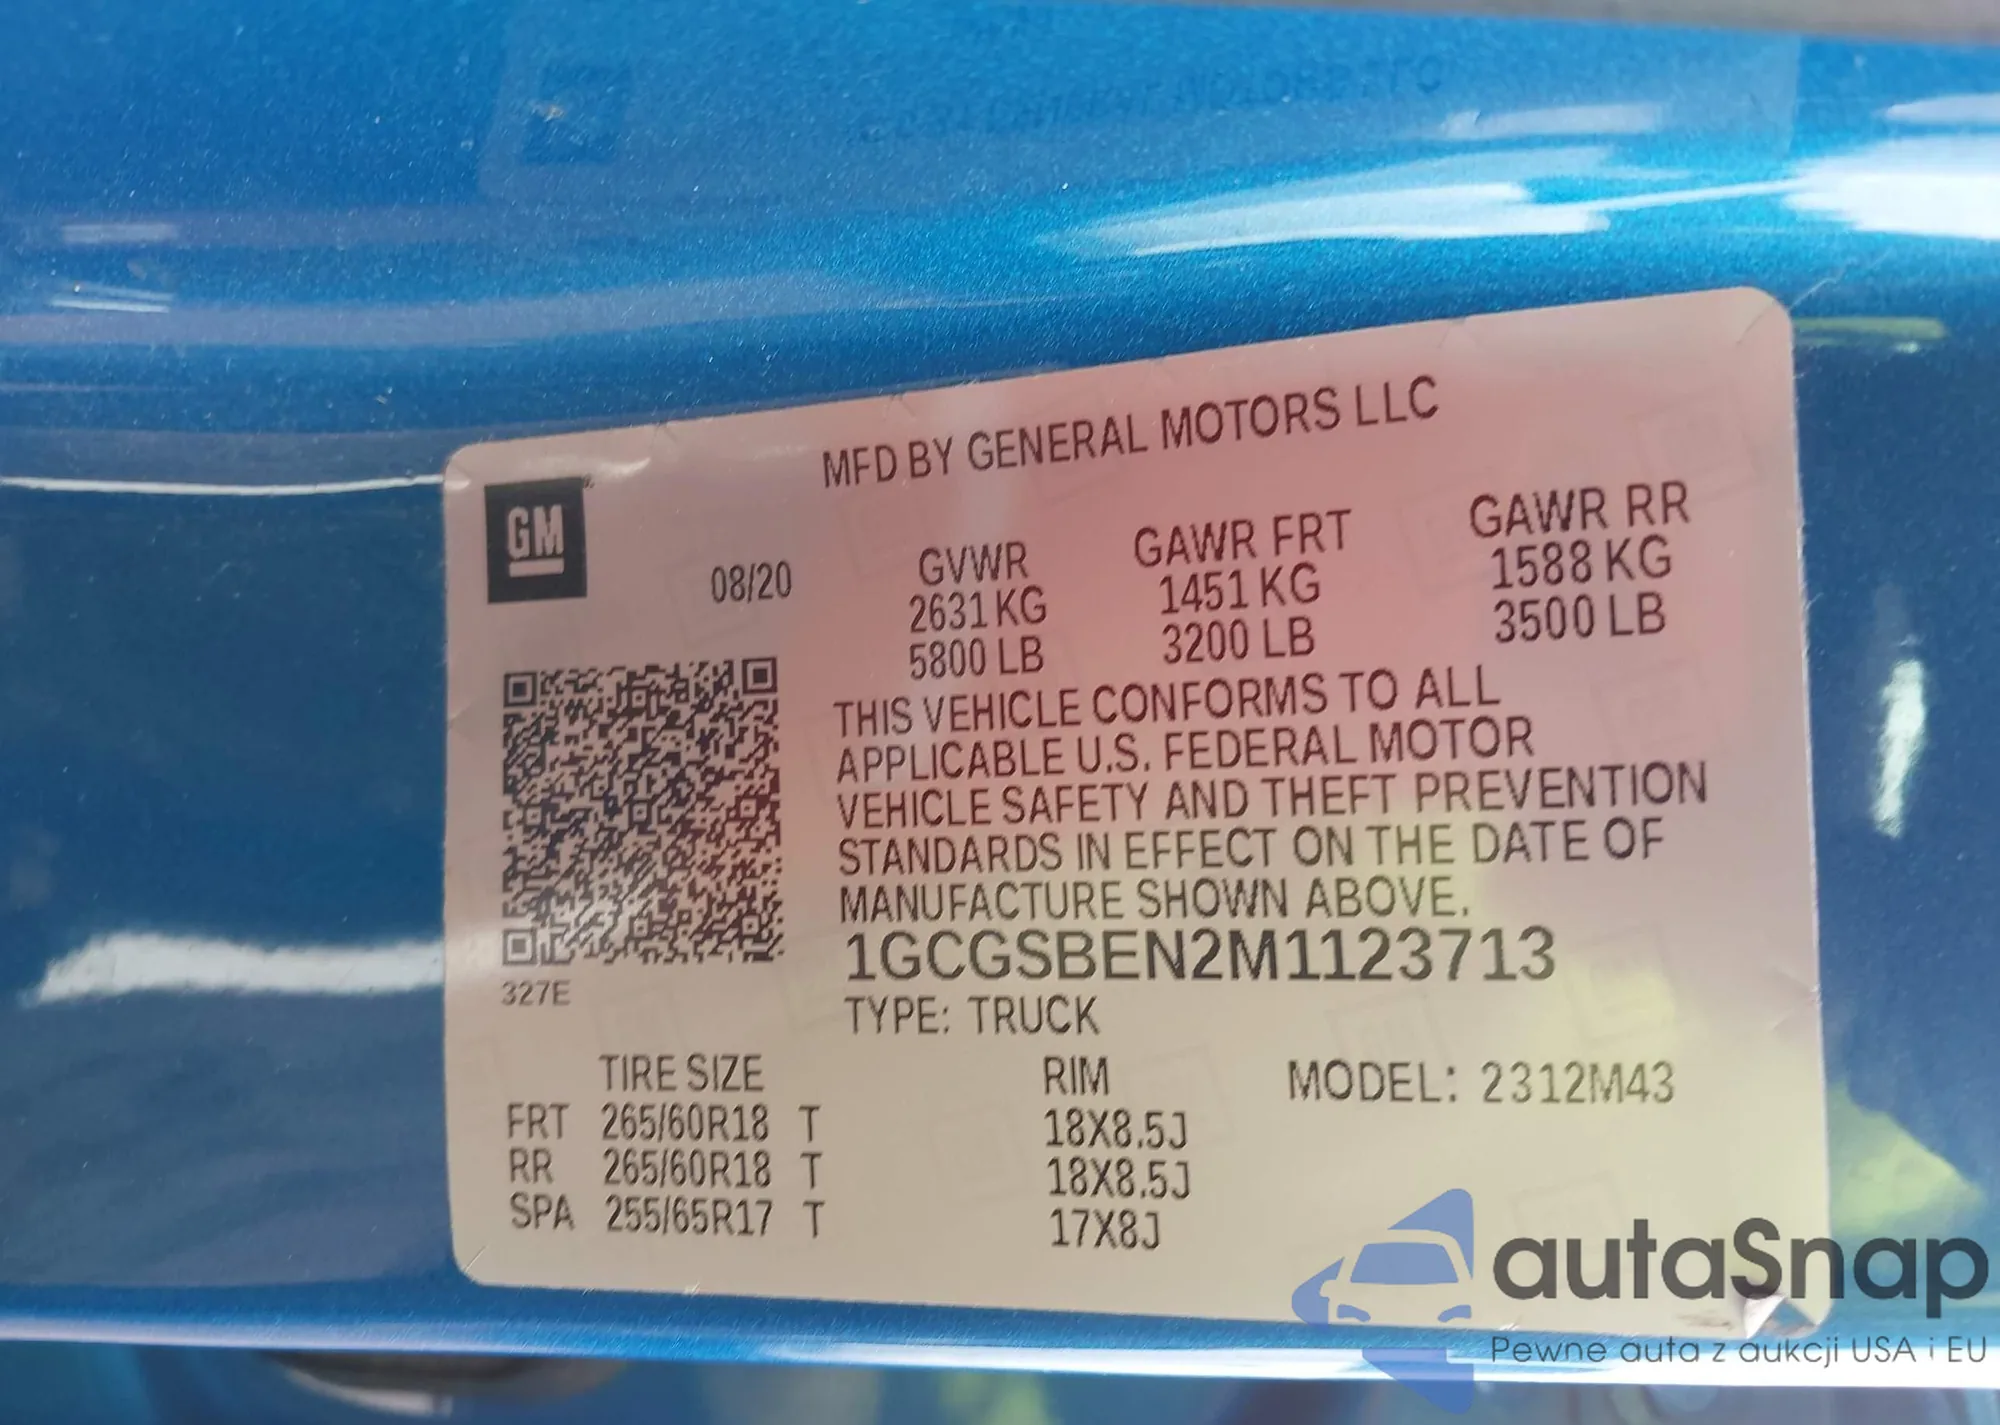 MFD BY GENERAL MOTORS LLC
GM
08/20
GVWR GAWR FRT GAWR RR
2631 KG 1451 KG 1588 KG
5800 LB 3200 LB 3500 LB
THIS VEHICLE CONFORMS TO ALL
APPLICABLE U.S. FEDERAL MOTOR
VEHICLE SAFETY AND THEFT PREVENTION
STANDARDS IN EFFECT ON THE DATE OF
MANUFACTURE SHOWN ABOVE.
1GCGSBEN2M1123713
327E
TYPE: TRUCK
TIRE SIZE RIM MODEL: 2312M43
FRT 265/60R18 T 18X8.5J
RR 265/60R18 T 18X8.5J
SPA 255/65R17 T 17X8J
autaSnap
Pewne auta z aukcji USA i EU